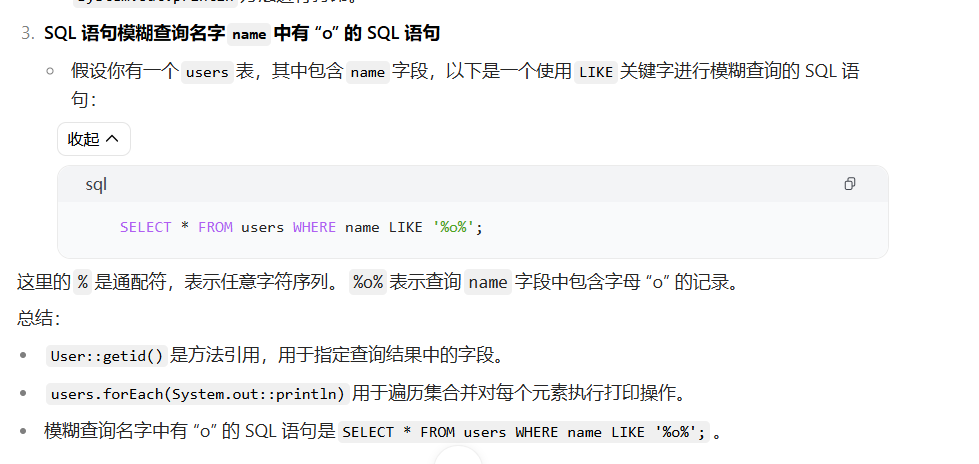 3. SQL 语句模糊查询名字 name 中有 “o” 的 SQL 语句
假设你有一个 users 表，其中包含 name 字段，以下是一个使用 LIKE 关键字进行模糊查询的 SQL 语
句：
收起
sql
SELECT * FROM users WHERE name LIKE '%o%';
这里的 % 是通配符，表示任意字符序列。 %o% 表示查询 name 字段中包含字母 “o” 的记录。
总结：
User::getid() 是方法引用，用于指定查询结果中的字段。
users.forEach(System.out::println) 用于遍历集合并对每个元素执行打印操作。
模糊查询名字中有 “o” 的 SQL 语句是 SELECT * FROM users WHERE name LIKE '%o%'; 。